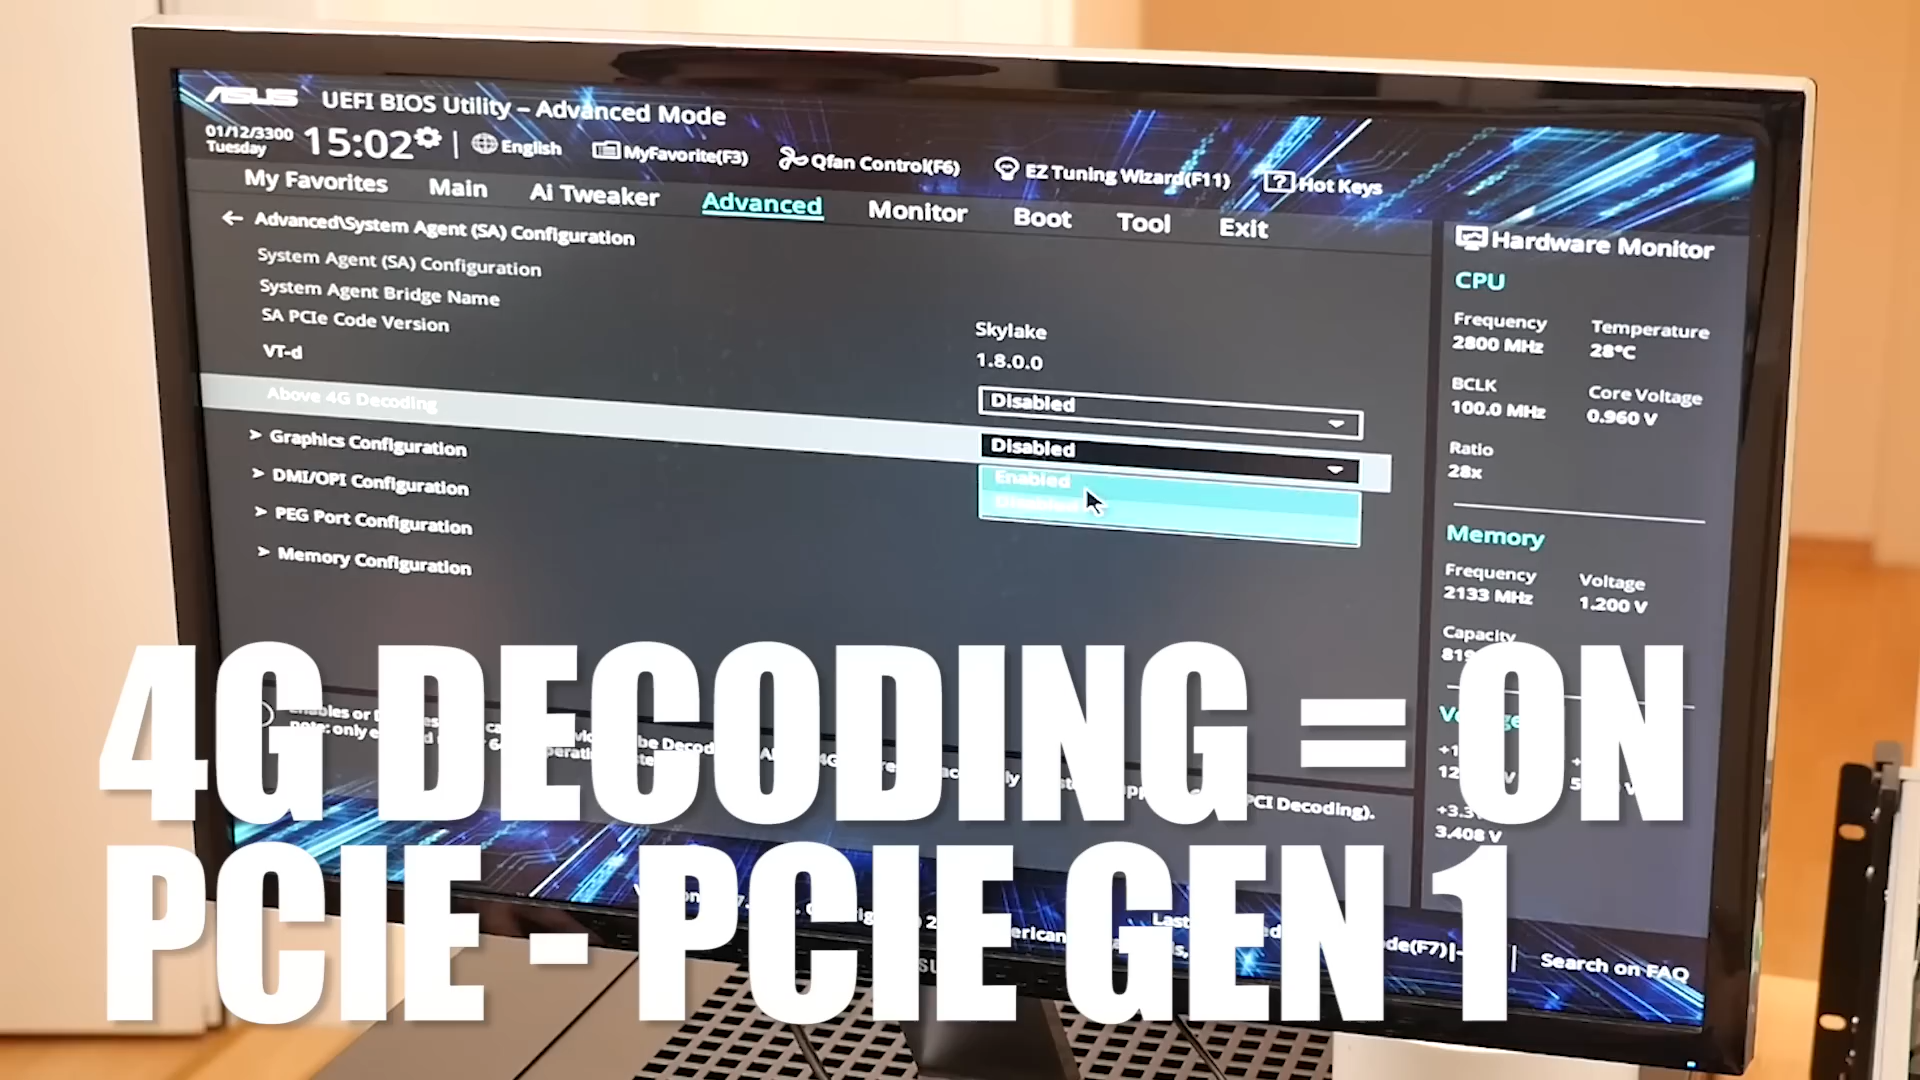 ASUS UEFI BIOS Utility – Advanced Mode
01/12/3300
Tuesday
15:02
English
MyFavorite(F3)
Qfan Control(F6)
EZ Tuning Wizard(F11)
Hot Keys
My Favorites
Main
Ai Tweaker
Advanced
Monitor
Boot
Tool
Exit
Advanced\System Agent (SA) Configuration
System Agent (SA) Configuration
System Agent Bridge Name
Skylake
SA PCIe Code Version
1.8.0.0
VT-d
Disabled
Above 4G Decoding
Disabled
Enabled
> Graphics Configuration
> DMI/OPI Configuration
> PEG Port Configuration
> Memory Configuration
Hardware Monitor
CPU
Frequency
2800 MHz
Temperature
28°C
BCLK
100.0 MHz
Core Voltage
0.960 V
Ratio
28x
Memory
Frequency
2133 MHz
Voltage
1.200 V
Capacity
3.408 V
PCI Decoding).
Search on FAQ
4G DECODING = ON
PCIE - PCIE GEN 1